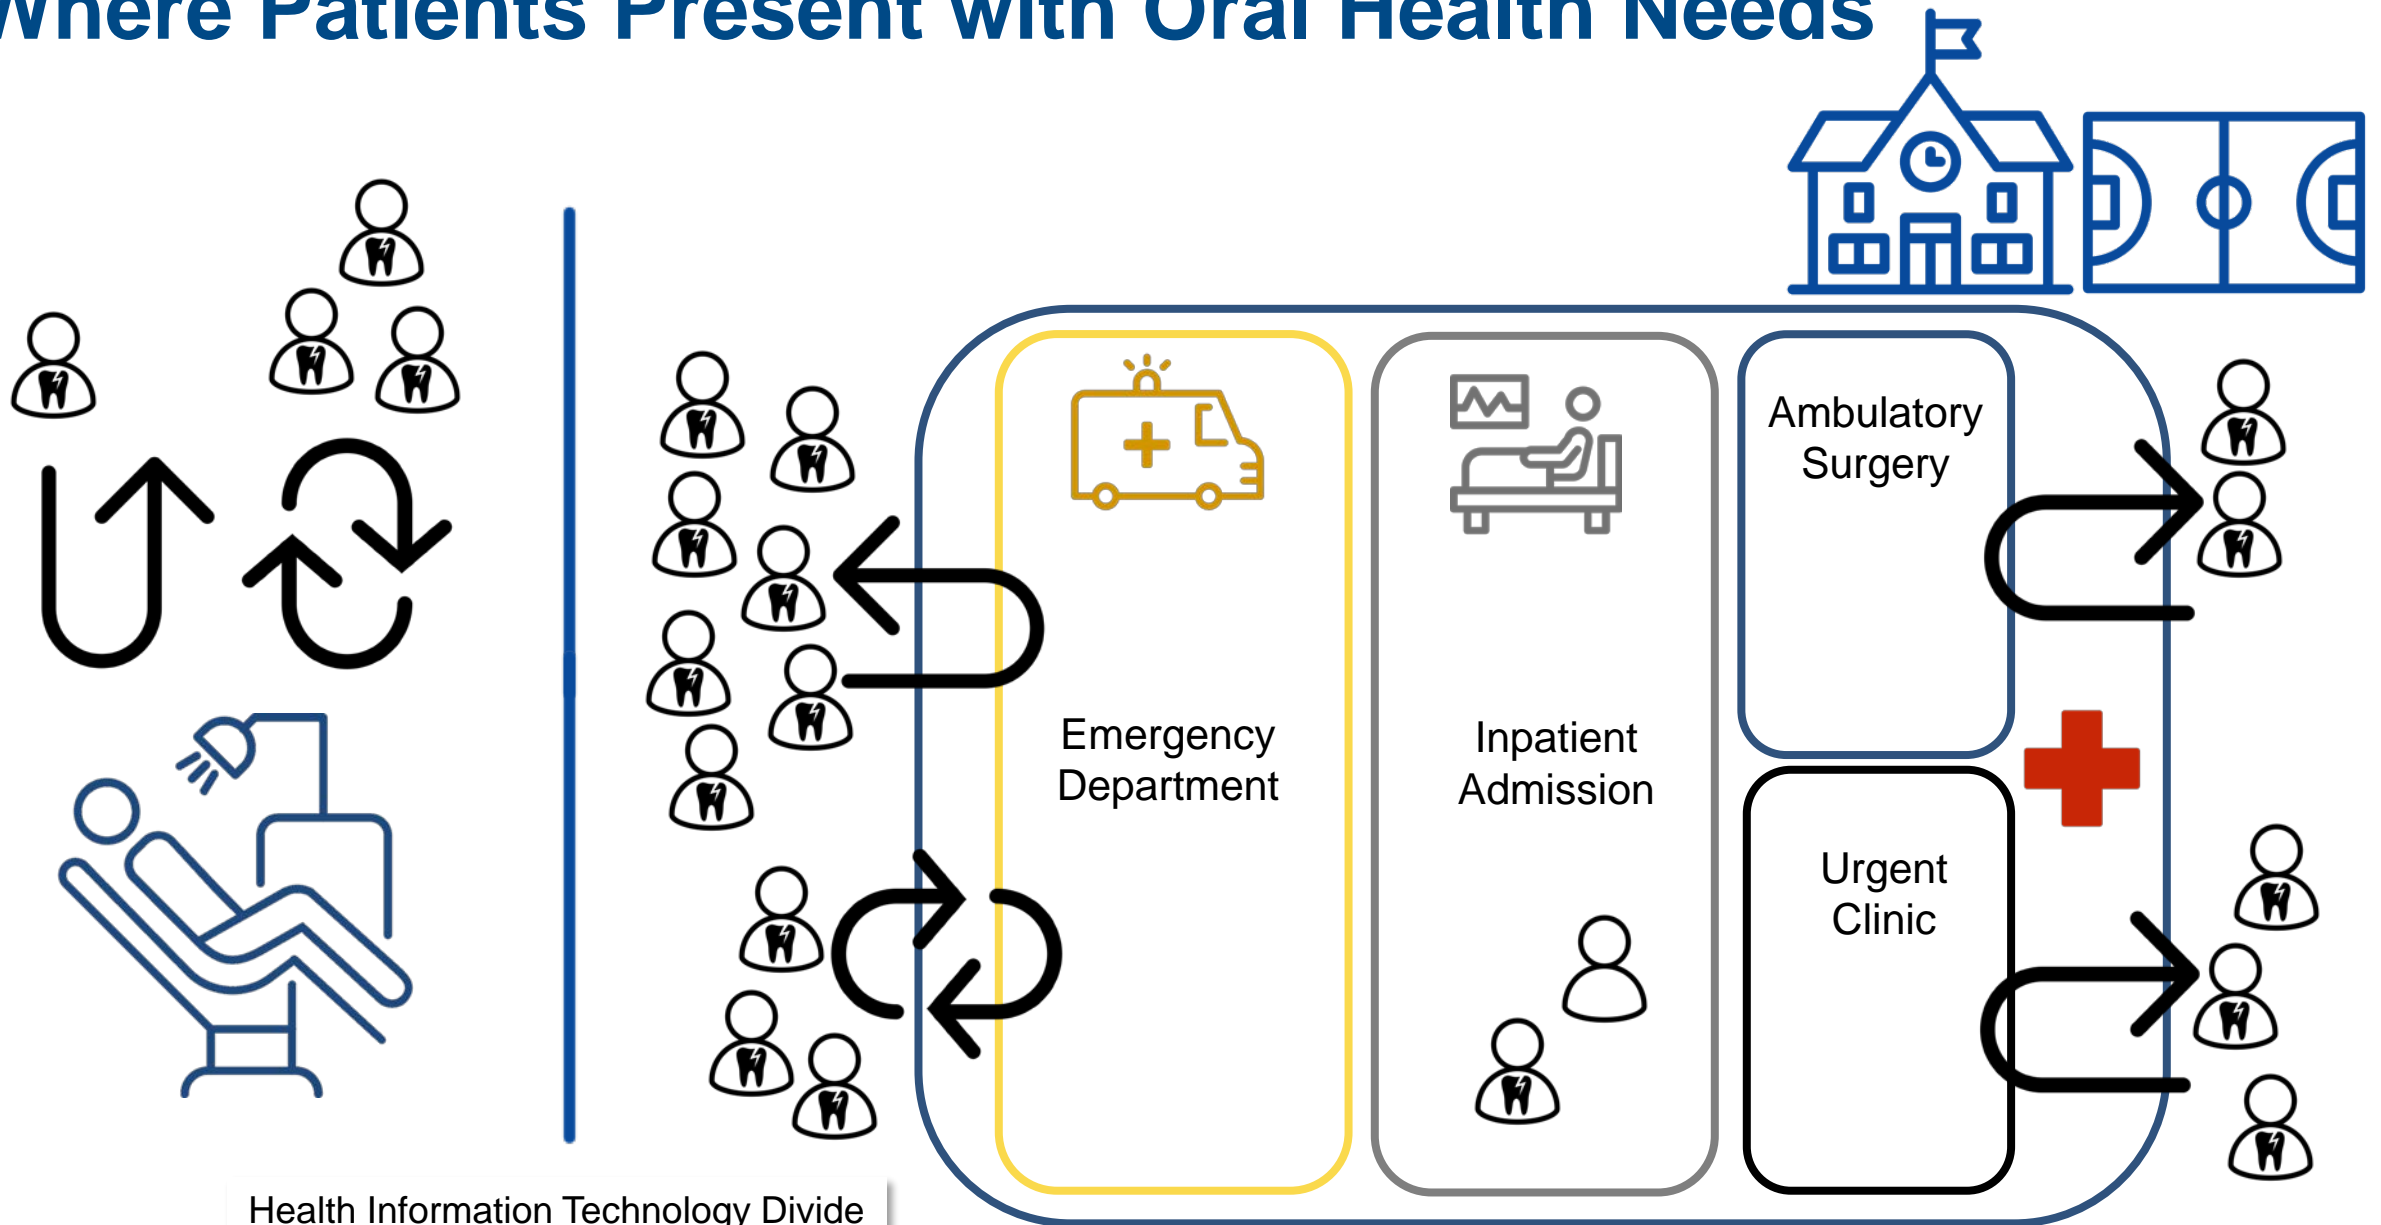 Where Patients Present with Oral Health Needs
Ambulatory
Surgery
Emergency
Department
Inpatient
Admission
Urgent
Clinic
Health Information Technology Divide